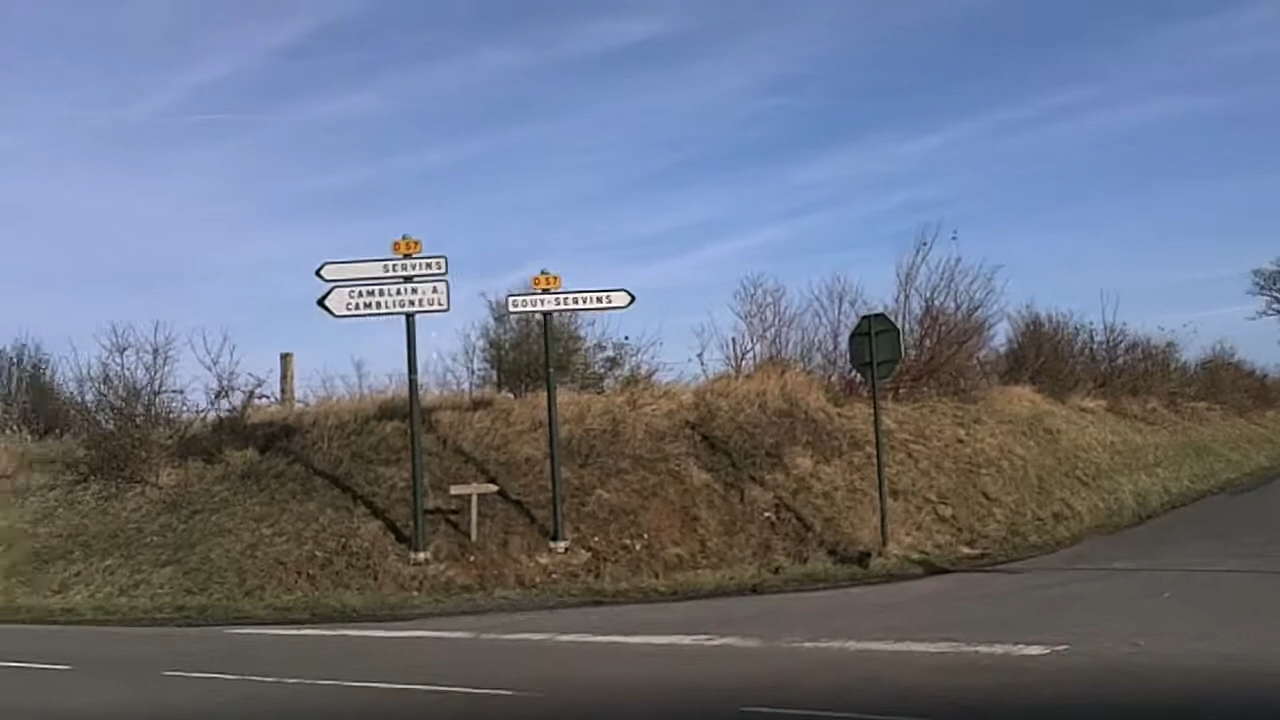 D 57
SERVINS
CAMBLAIN. A.
CAMBLIGNEUL
D 57
GOUY-SERVINS